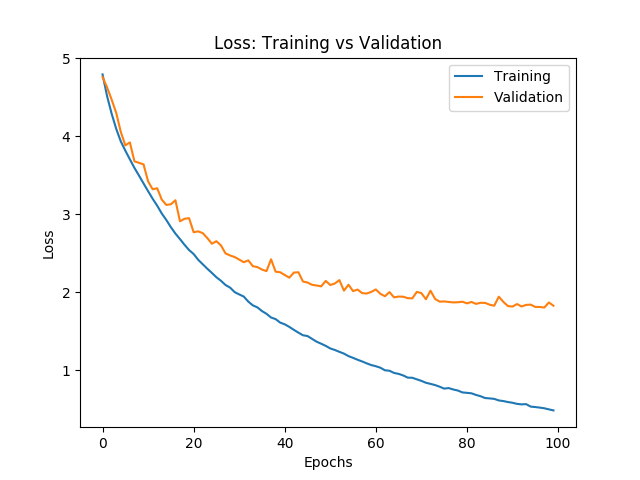 Loss: Training vs Validation
Training
Validation
5
4
3
2
1
Loss
0 20 40 60 80 100
Epochs